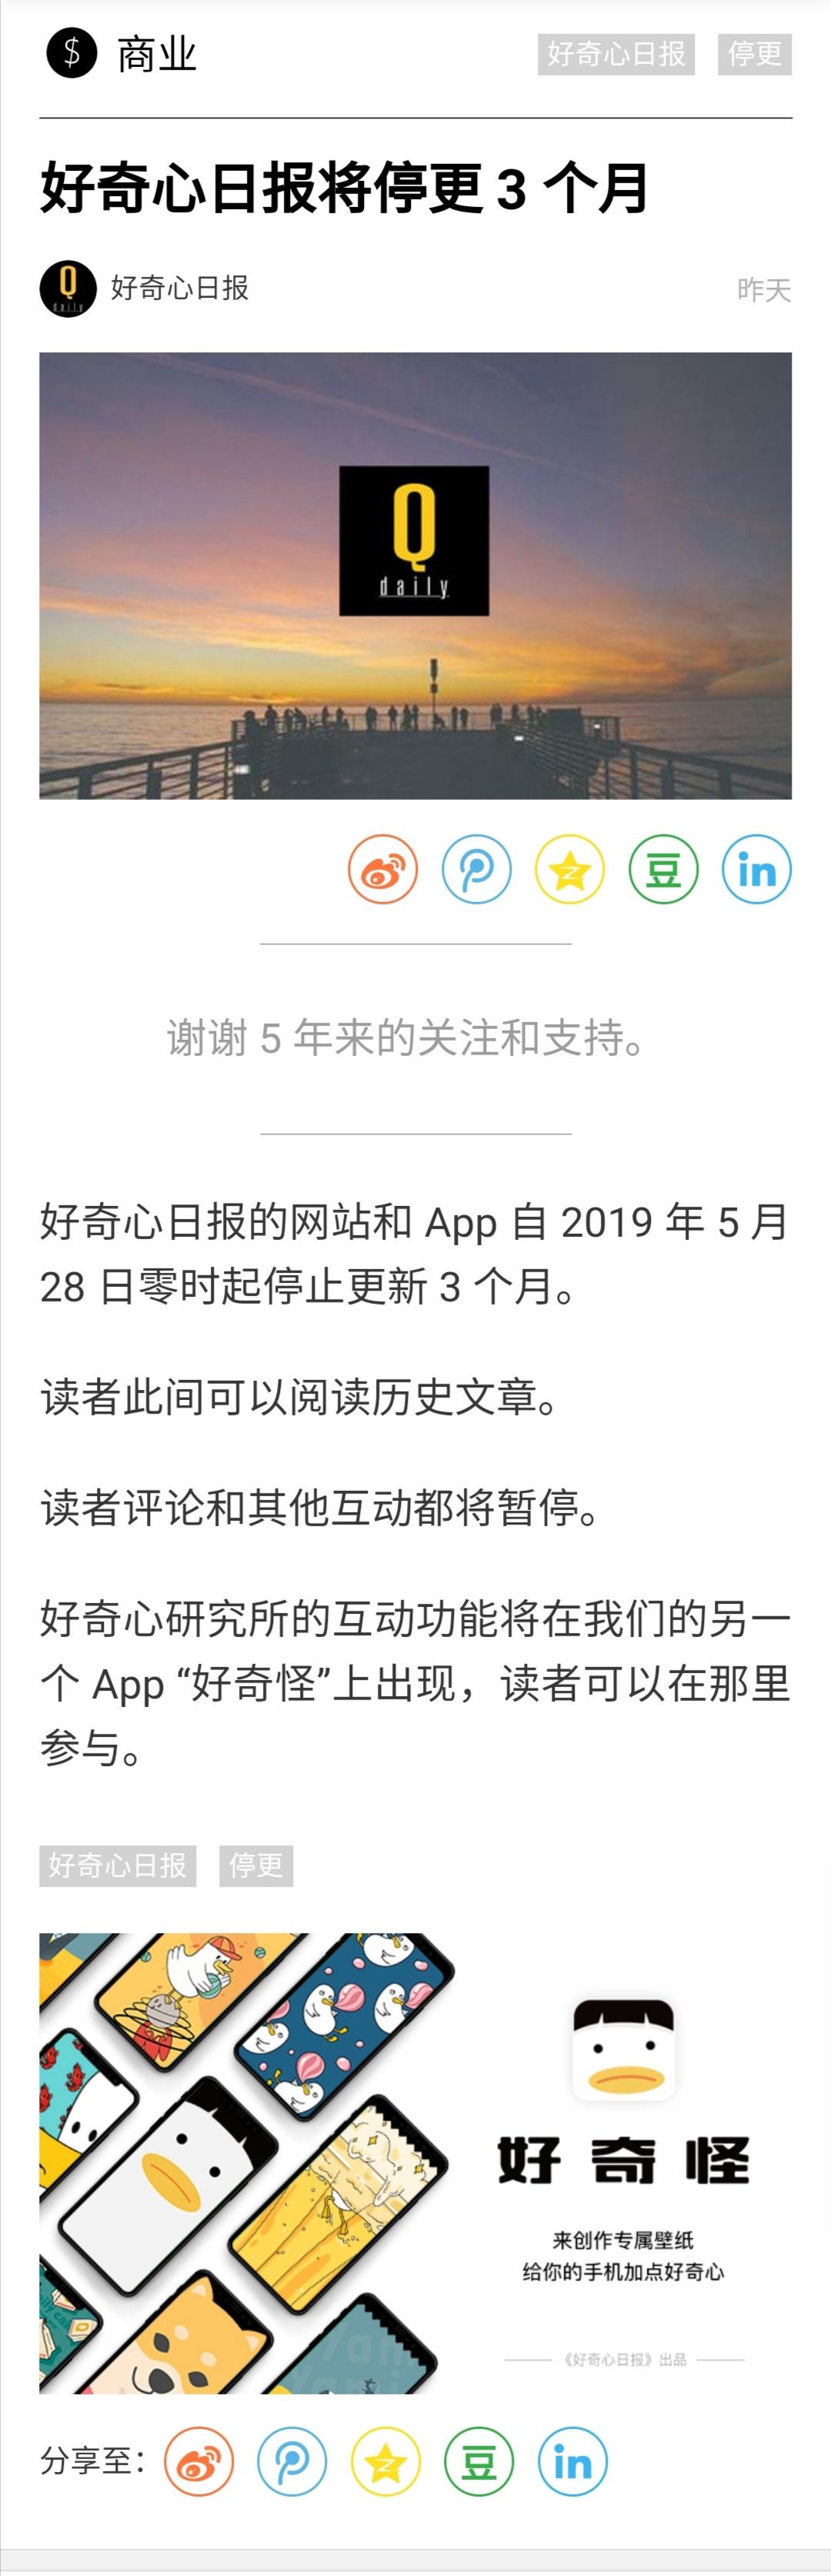 $ 商业
好奇心日报 停更
好奇心日报将停更 3 个月
Q
daily
好奇心日报
昨天
Q
daily
豆
in
谢谢 5 年来的关注和支持。
好奇心日报的网站和 App 自 2019 年 5 月
28 日零时起停止更新 3 个月。
读者此间可以阅读历史文章。
读者评论和其他互动都将暂停。
好奇心研究所的互动功能将在我们的另一
个 App “好奇怪”上出现，读者可以在那里
参与。
好奇心日报 停更
好奇怪
来创作专属壁纸
给你的手机加点好奇心
《好奇心日报》出品
分享至：
豆
in